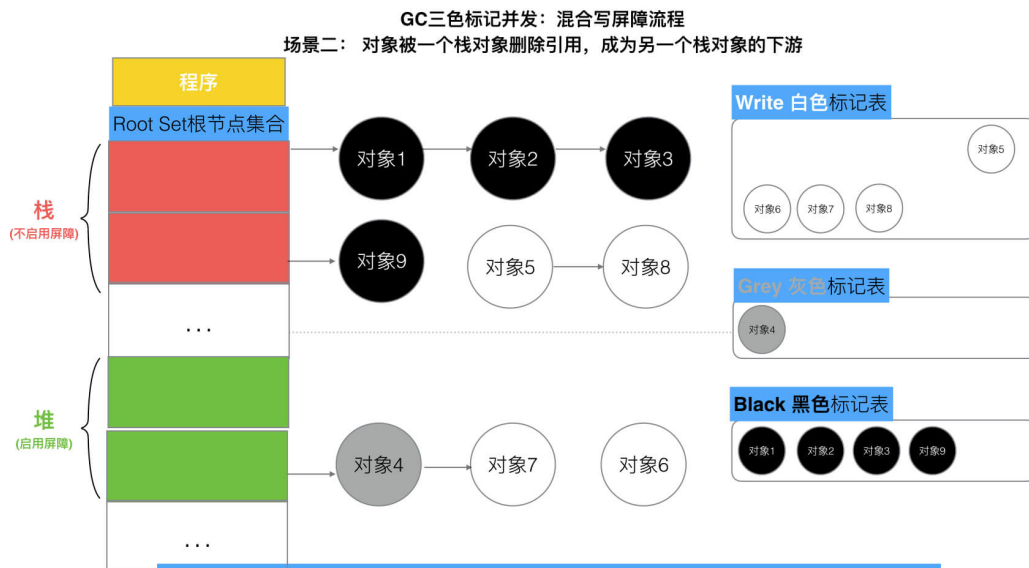 GC三色标记并发：混合写屏障流程
场景二： 对象被一个栈对象删除引用，成为另一个栈对象的下游
程序
Root Set根节点集合
栈
(不启用屏障)
...
堆
(启用屏障)
...
对象1
对象2
对象3
对象9
对象5
对象8
对象4
对象7
对象6
Write 白色标记表
对象5
对象6
对象7
对象8
Grey 灰色标记表
对象4
Black 黑色标记表
对象1
对象2
对象3
对象9